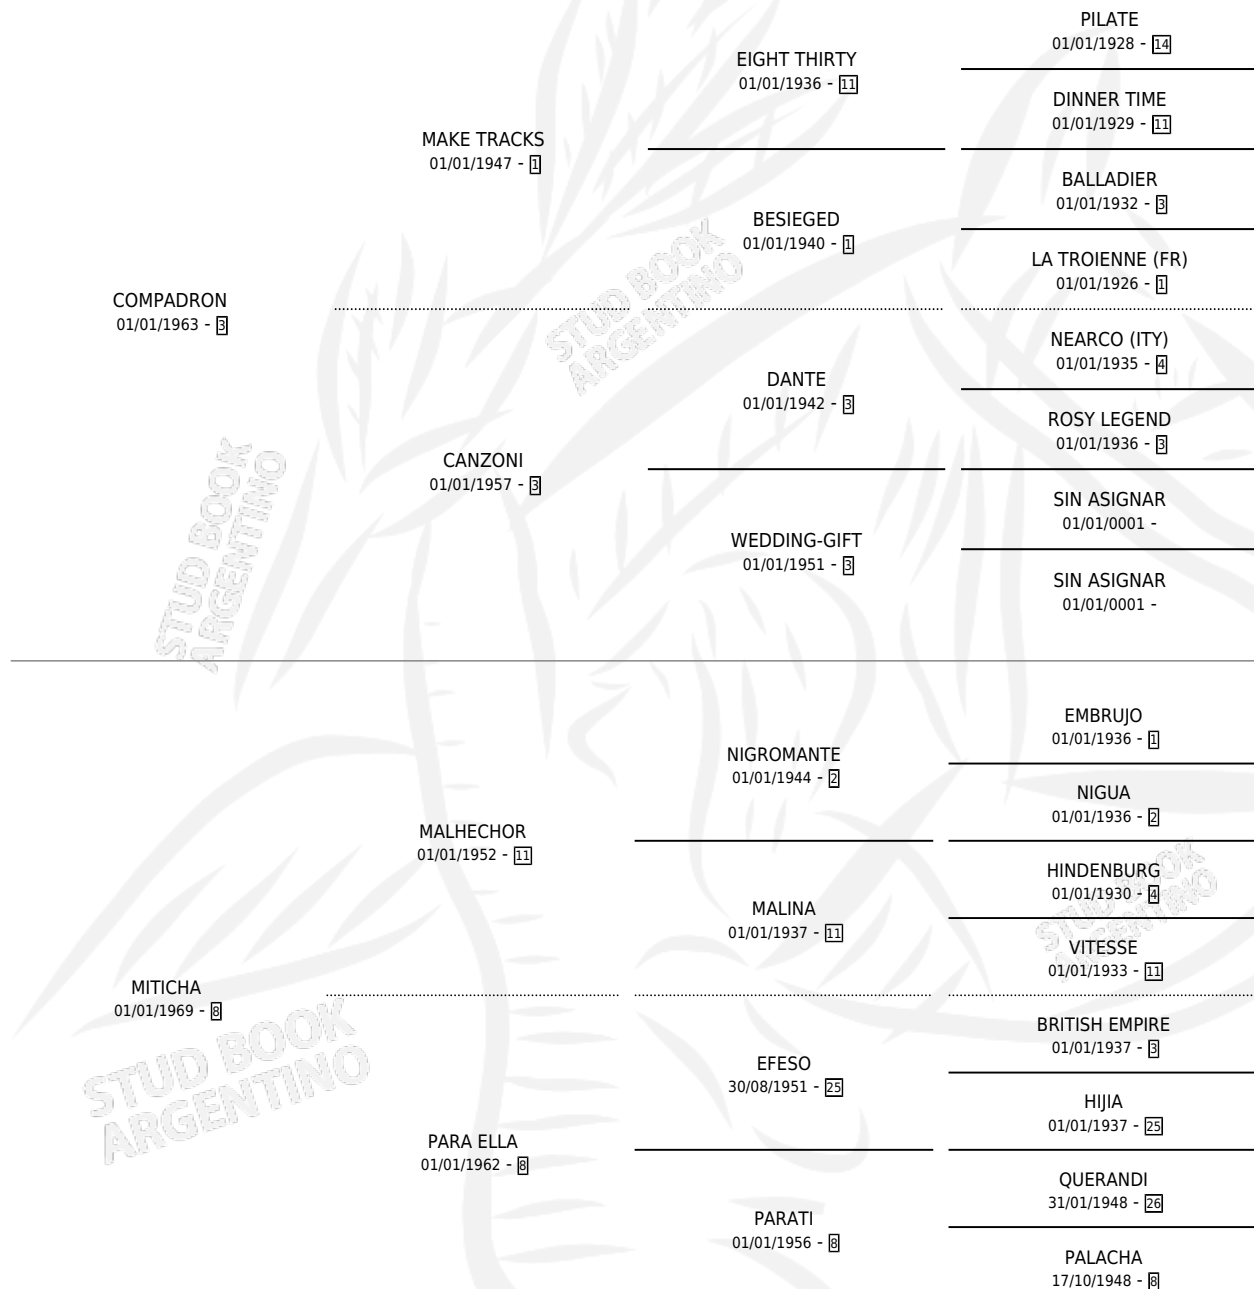 PILATE
01/01/1928 - 14
EIGHT THIRTY
01/01/1936 - 11
DINNER TIME
01/01/1929 - 11
MAKE TRACKS
01/01/1947 - 1
BALLADIER
01/01/1932 - 3
BESIEGED
01/01/1940 - 1
LA TROIENNE (FR)
01/01/1926 - 1
COMPADRON
01/01/1963 - 3
NEARCO (ITY)
01/01/1935 - 4
DANTE
01/01/1942 - 3
ROSY LEGEND
01/01/1936 - 3
CANZONI
01/01/1957 - 3
SIN ASIGNAR
01/01/0001 -
WEDDING-GIFT
01/01/1951 - 3
SIN ASIGNAR
01/01/0001 -
EMBRUJO
01/01/1936 - 1
NIGROMANTE
01/01/1944 - 2
NIGUA
01/01/1936 - 2
MALHECHOR
01/01/1952 - 11
HINDENBURG
01/01/1930 - 4
MALINA
01/01/1937 - 11
VITESSE
01/01/1933 - 11
MITICHA
01/01/1969 - 8
BRITISH EMPIRE
01/01/1937 - 3
EFESO
30/08/1951 - 25
HIJIA
01/01/1937 - 25
PARA ELLA
01/01/1962 - 8
QUERANDI
31/01/1948 - 26
PARATI
01/01/1956 - 8
PALACHA
17/10/1948 - 8
STUD BOOK
ARGENTINO
STUD BOOK
ARGENTINO
STUD BOOK
ARGENTINO
STUD BOOK
ARGENTINO